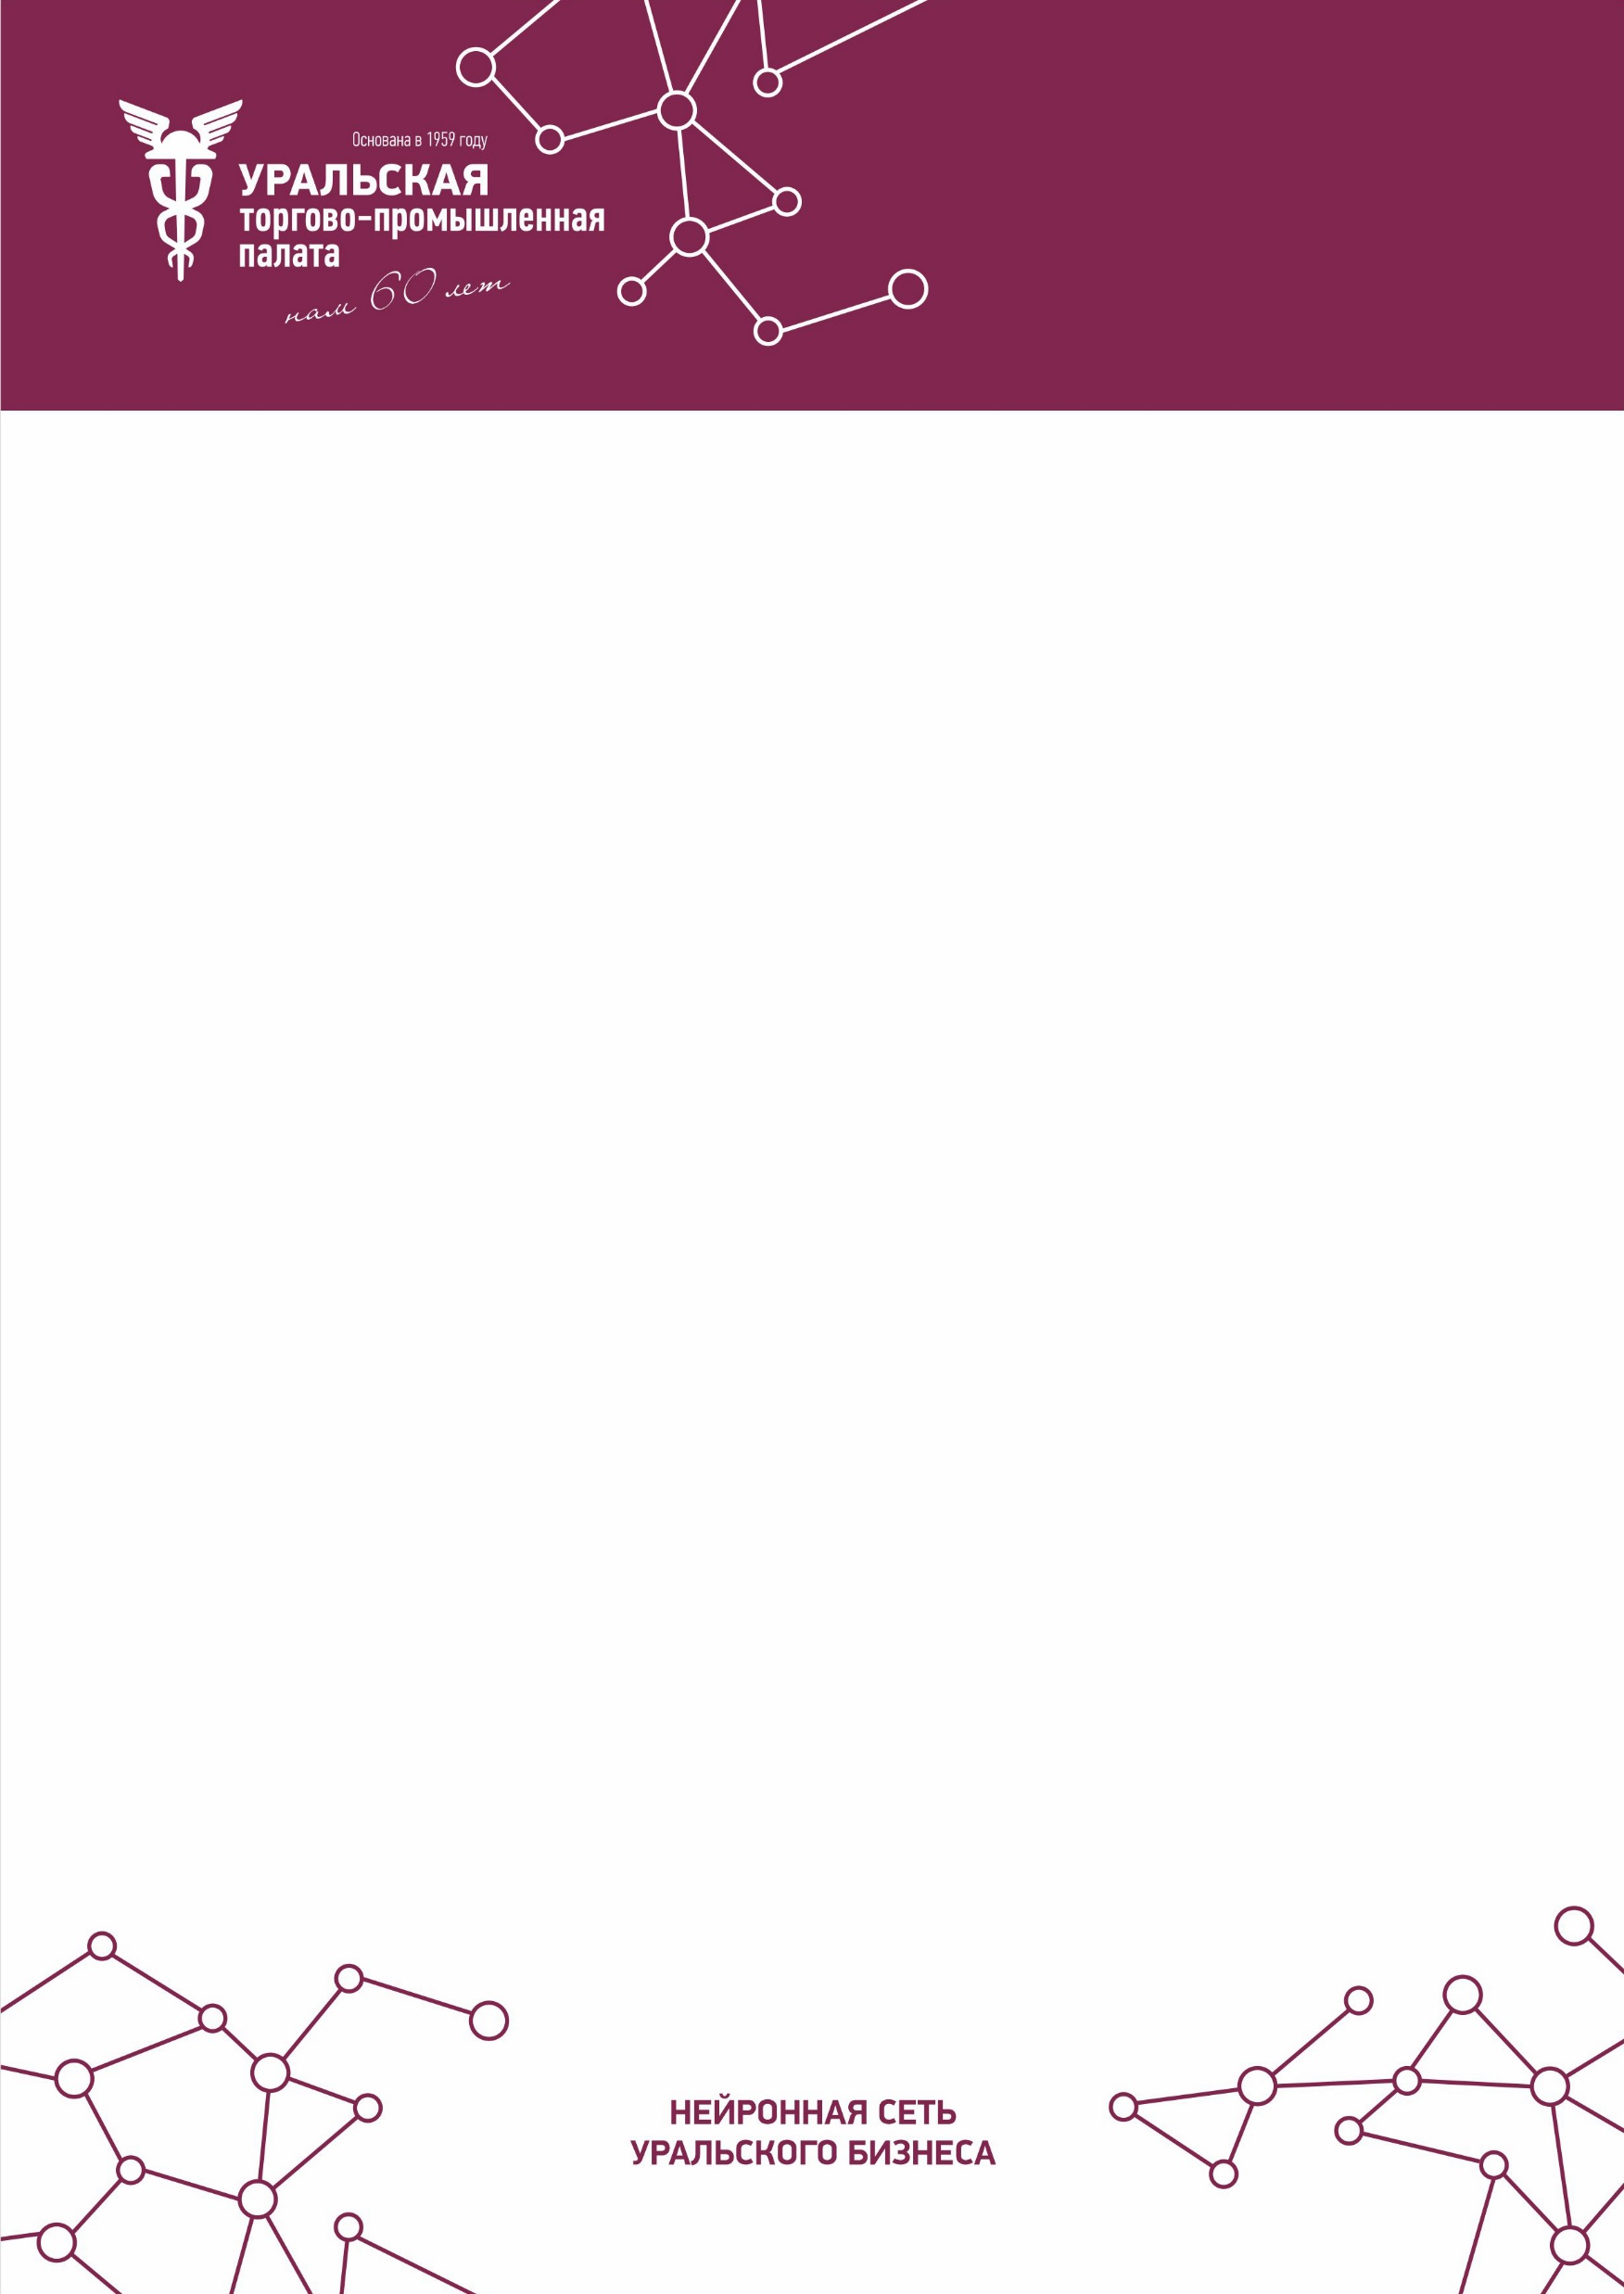 Основана в 1959 году
УРАЛЬСКАЯ
торгово-промышленная
палата
нам 60 лет
НЕЙРОННАЯ СЕТЬ
УРАЛЬСКОГО БИЗНЕСА